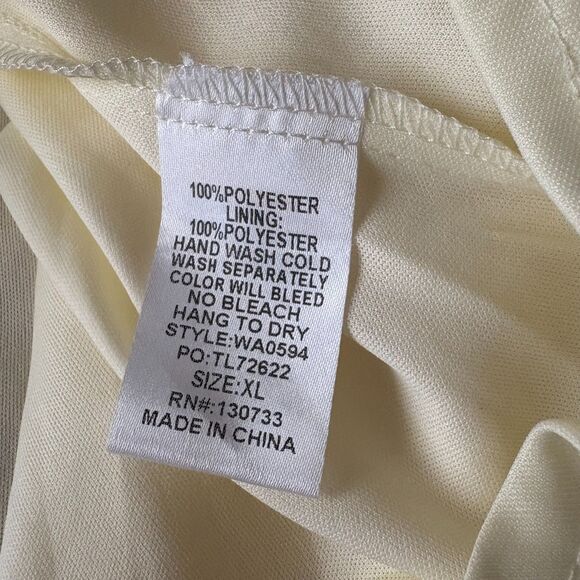 100%POLYESTER
LINING:
100%POLYESTER
HAND WASH COLD
WASH SEPARATELY
COLOR WILL BLEED
NO BLEACH
HANG TO DRY
STYLE:WA0594
PO:TL72622
SIZE:XL
RN#:130733
MADE IN CHINA